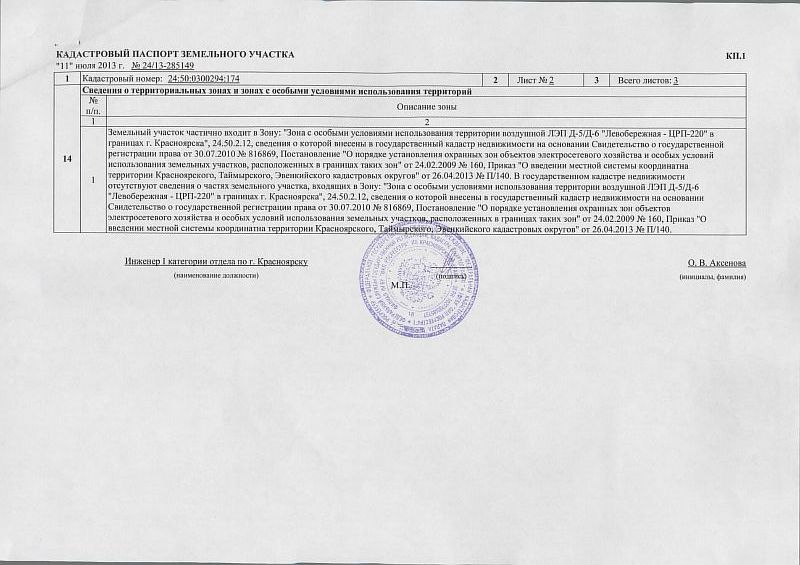 КАДАСТРОВЫЙ ПАСПОРТ ЗЕМЕЛЬНОГО УЧАСТКА
КП.1
"11" июля 2013 г. № 24/13-285149
1 Кадастровый номер: 24:50:0300294:174 2 Лист № 2 3 Всего листов: 3
14 Сведения о территориальных зонах и зонах с особыми условиями использования территорий
№ п/п. Описание зоны
1 2
1
Земельный участок частично входит в Зону: "Зона с особыми условиями использования территории воздушной ЛЭП Д-5/Д-6 "Левобережная - ЦРП-220" в
границах г. Красноярска", 24.50.2.12, сведения о которой внесены в государственный кадастр недвижимости на основании Свидетельство о государственной
регистрации права от 30.07.2010 № 816869, Постановление "О порядке установления охранных зон объектов электросетевого хозяйства и особых условий
использования земельных участков, расположенных в границах таких зон" от 24.02.2009 № 160, Приказ "О введении местной системы координатна
территории Красноярского, Таймырского, Эвенкийского кадастровых округов" от 26.04.2013 № П/140. В государственном кадастре недвижимости
отсутствуют сведения о частях земельного участка, входящих в Зону: "Зона с особыми условиями использования территории воздушной ЛЭП Д-5/Д-6
"Левобережная - ЦРП-220" в границах г. Красноярска", 24.50.2.12, сведения о которой внесены в государственный кадастр недвижимости на основании
Свидетельство о государственной регистрации права от 30.07.2010 № 816869, Постановление "О порядке установления охранных зон объектов
электросетевого хозяйства и особых условий использования земельных участков, расположенных в границах таких зон" от 24.02.2009 № 160, Приказ "О
введении местной системы координатна территории Красноярского, Таймырского, Эвенкийского кадастровых округов" от 26.04.2013 № П/140.
Инженер I категории отдела по г. Красноярску
О. В. Аксенова
(наименование должности)
(подпись)
(инициалы, фамилия)
М.П.